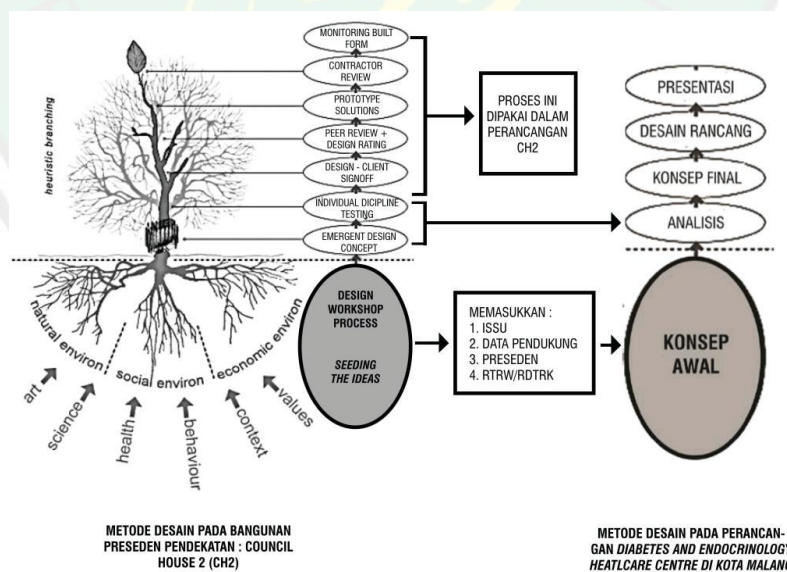 heuristic branching
MONITORING BUILT
FORM
CONTRACTOR
REVIEW
PROTOTYPE
SOLUTIONS
PEER REVIEW +
DESIGN RATING
DESIGN - CLIENT
SIGNOFF
INDIVIDUAL DICIPLINE
TESTING
EMERGENT DESIGN
CONCEPT
DESIGN
WORKSHOP
PROCESS
SEEDING
THE IDEAS
natural environ
social environ
economic environ
art
science
health
behaviour
context
values
PROSES INI
DIPAKAI DALAM
PERANCANGAN
CH2
MEMASUKKAN :
1. ISSU
2. DATA PENDUKUNG
3. PRESEDEN
4. RTRW/RDTRK
PRESENTASI
DESAIN RANCANG
KONSEP FINAL
ANALISIS
KONSEP
AWAL
METODE DESAIN PADA BANGUNAN
PRESEDEN PENDEKATAN : COUNCIL
HOUSE 2 (CH2)
METODE DESAIN PADA PERANCAN-
GAN DIABETES AND ENDOCRINOLOGY
HEATLCARE CENTRE DI KOTA MALANG